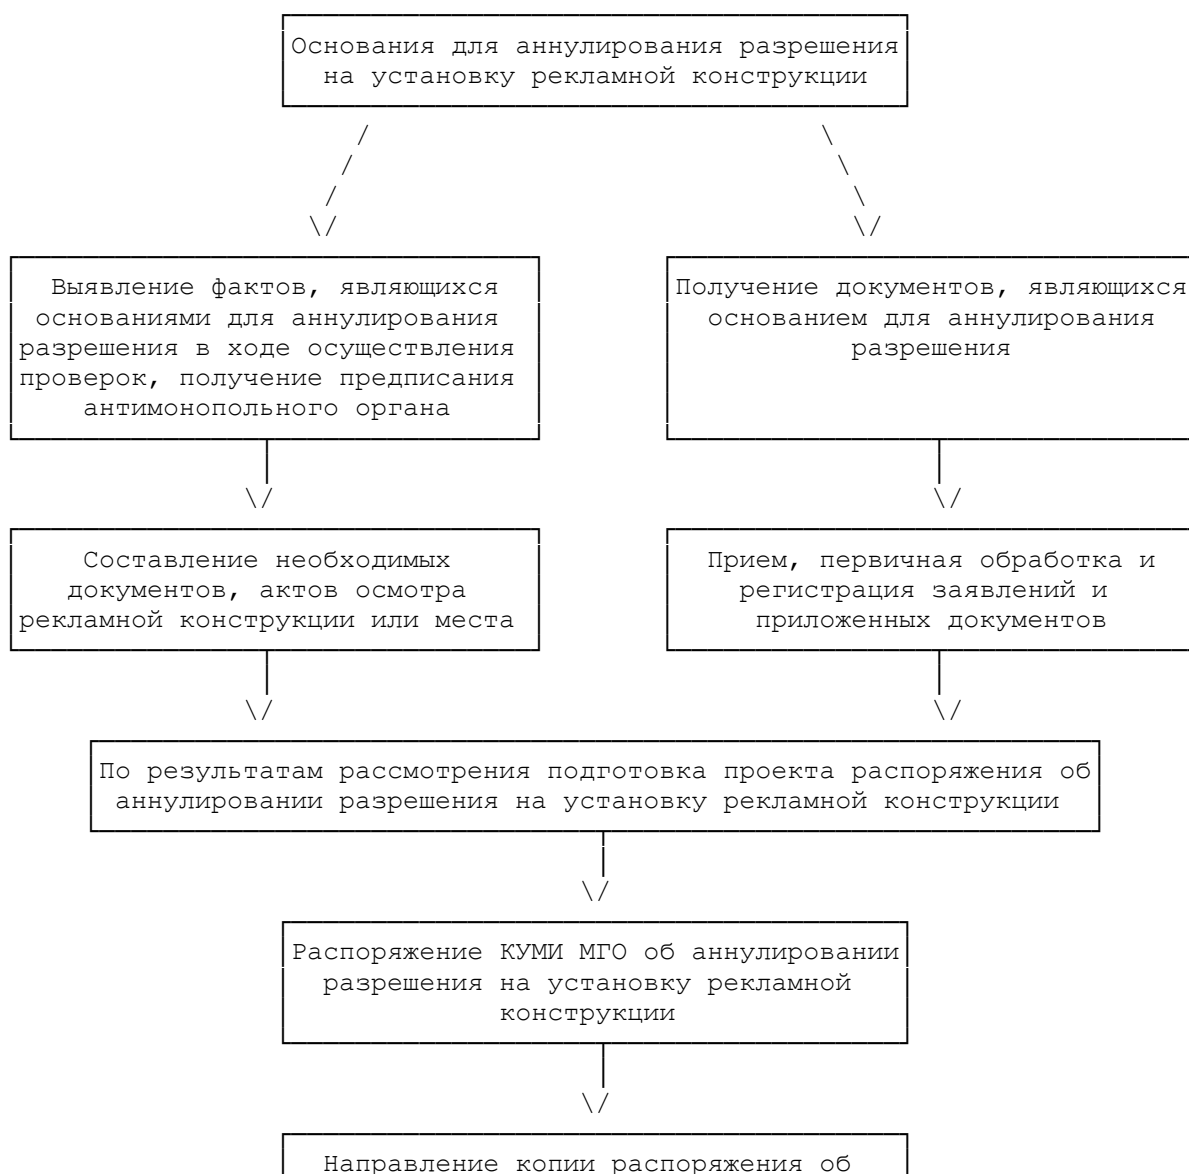 Основания для аннулирования разрешения
на установку рекламной конструкции
Выявление фактов, являющихся
основаниями для аннулирования
разрешения в ходе осуществления
проверок, получение предписания
антимонопольного органа
Получение документов, являющихся
основанием для аннулирования
разрешения
Составление необходимых
документов, актов осмотра
рекламной конструкции или места
Прием, первичная обработка и
регистрация заявлений и
приложенных документов
По результатам рассмотрения подготовка проекта распоряжения об
аннулировании разрешения на установку рекламной конструкции
Распоряжение КУМИ МГО об аннулировании
разрешения на установку рекламной
конструкции
Направление копии распоряжения об